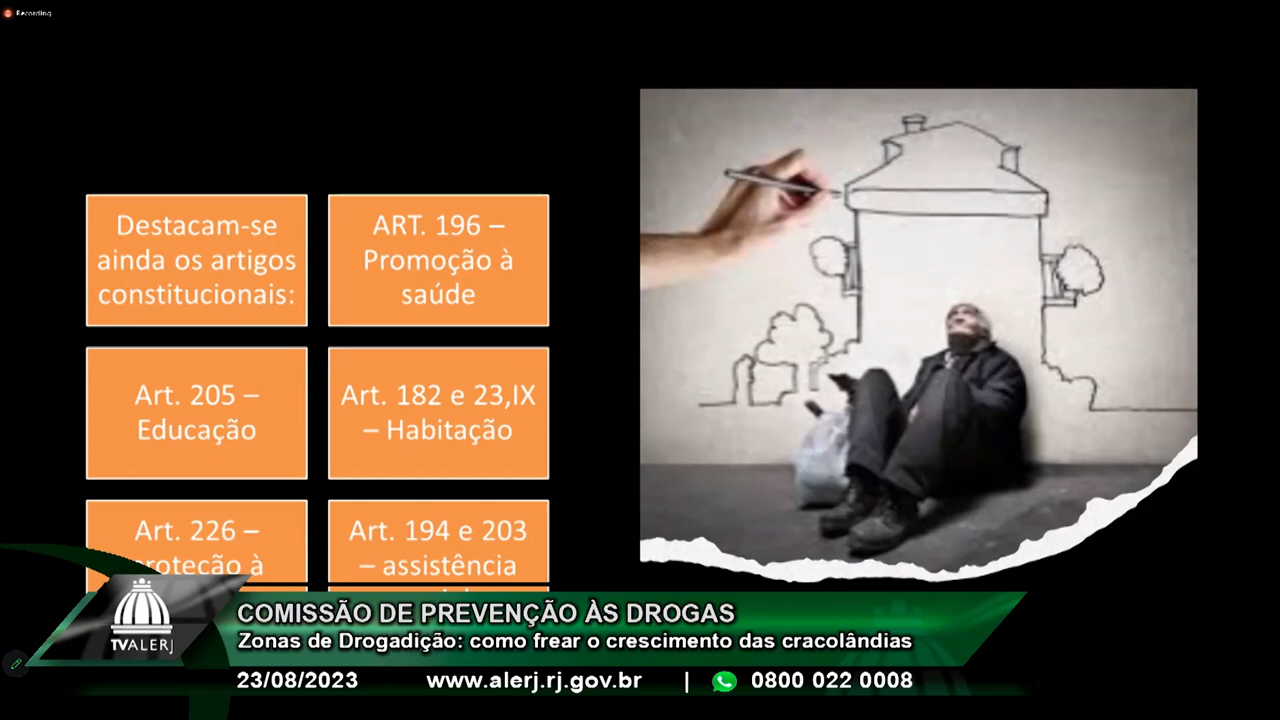 Recording
Destacam-se
ainda os artigos
constitucionais:
ART. 196 –
Promoção à
saúde
Art. 205 –
Educação
Art. 182 e 23,IX
– Habitação
Art. 226 –
proteção à
Art. 194 e 203
– assistência
TVALERJ
COMISSÃO DE PREVENÇÃO ÀS DROGAS
Zonas de Drogadição: como frear o crescimento das cracolândias
23/08/2023
www.alerj.rj.gov.br | 0800 022 0008